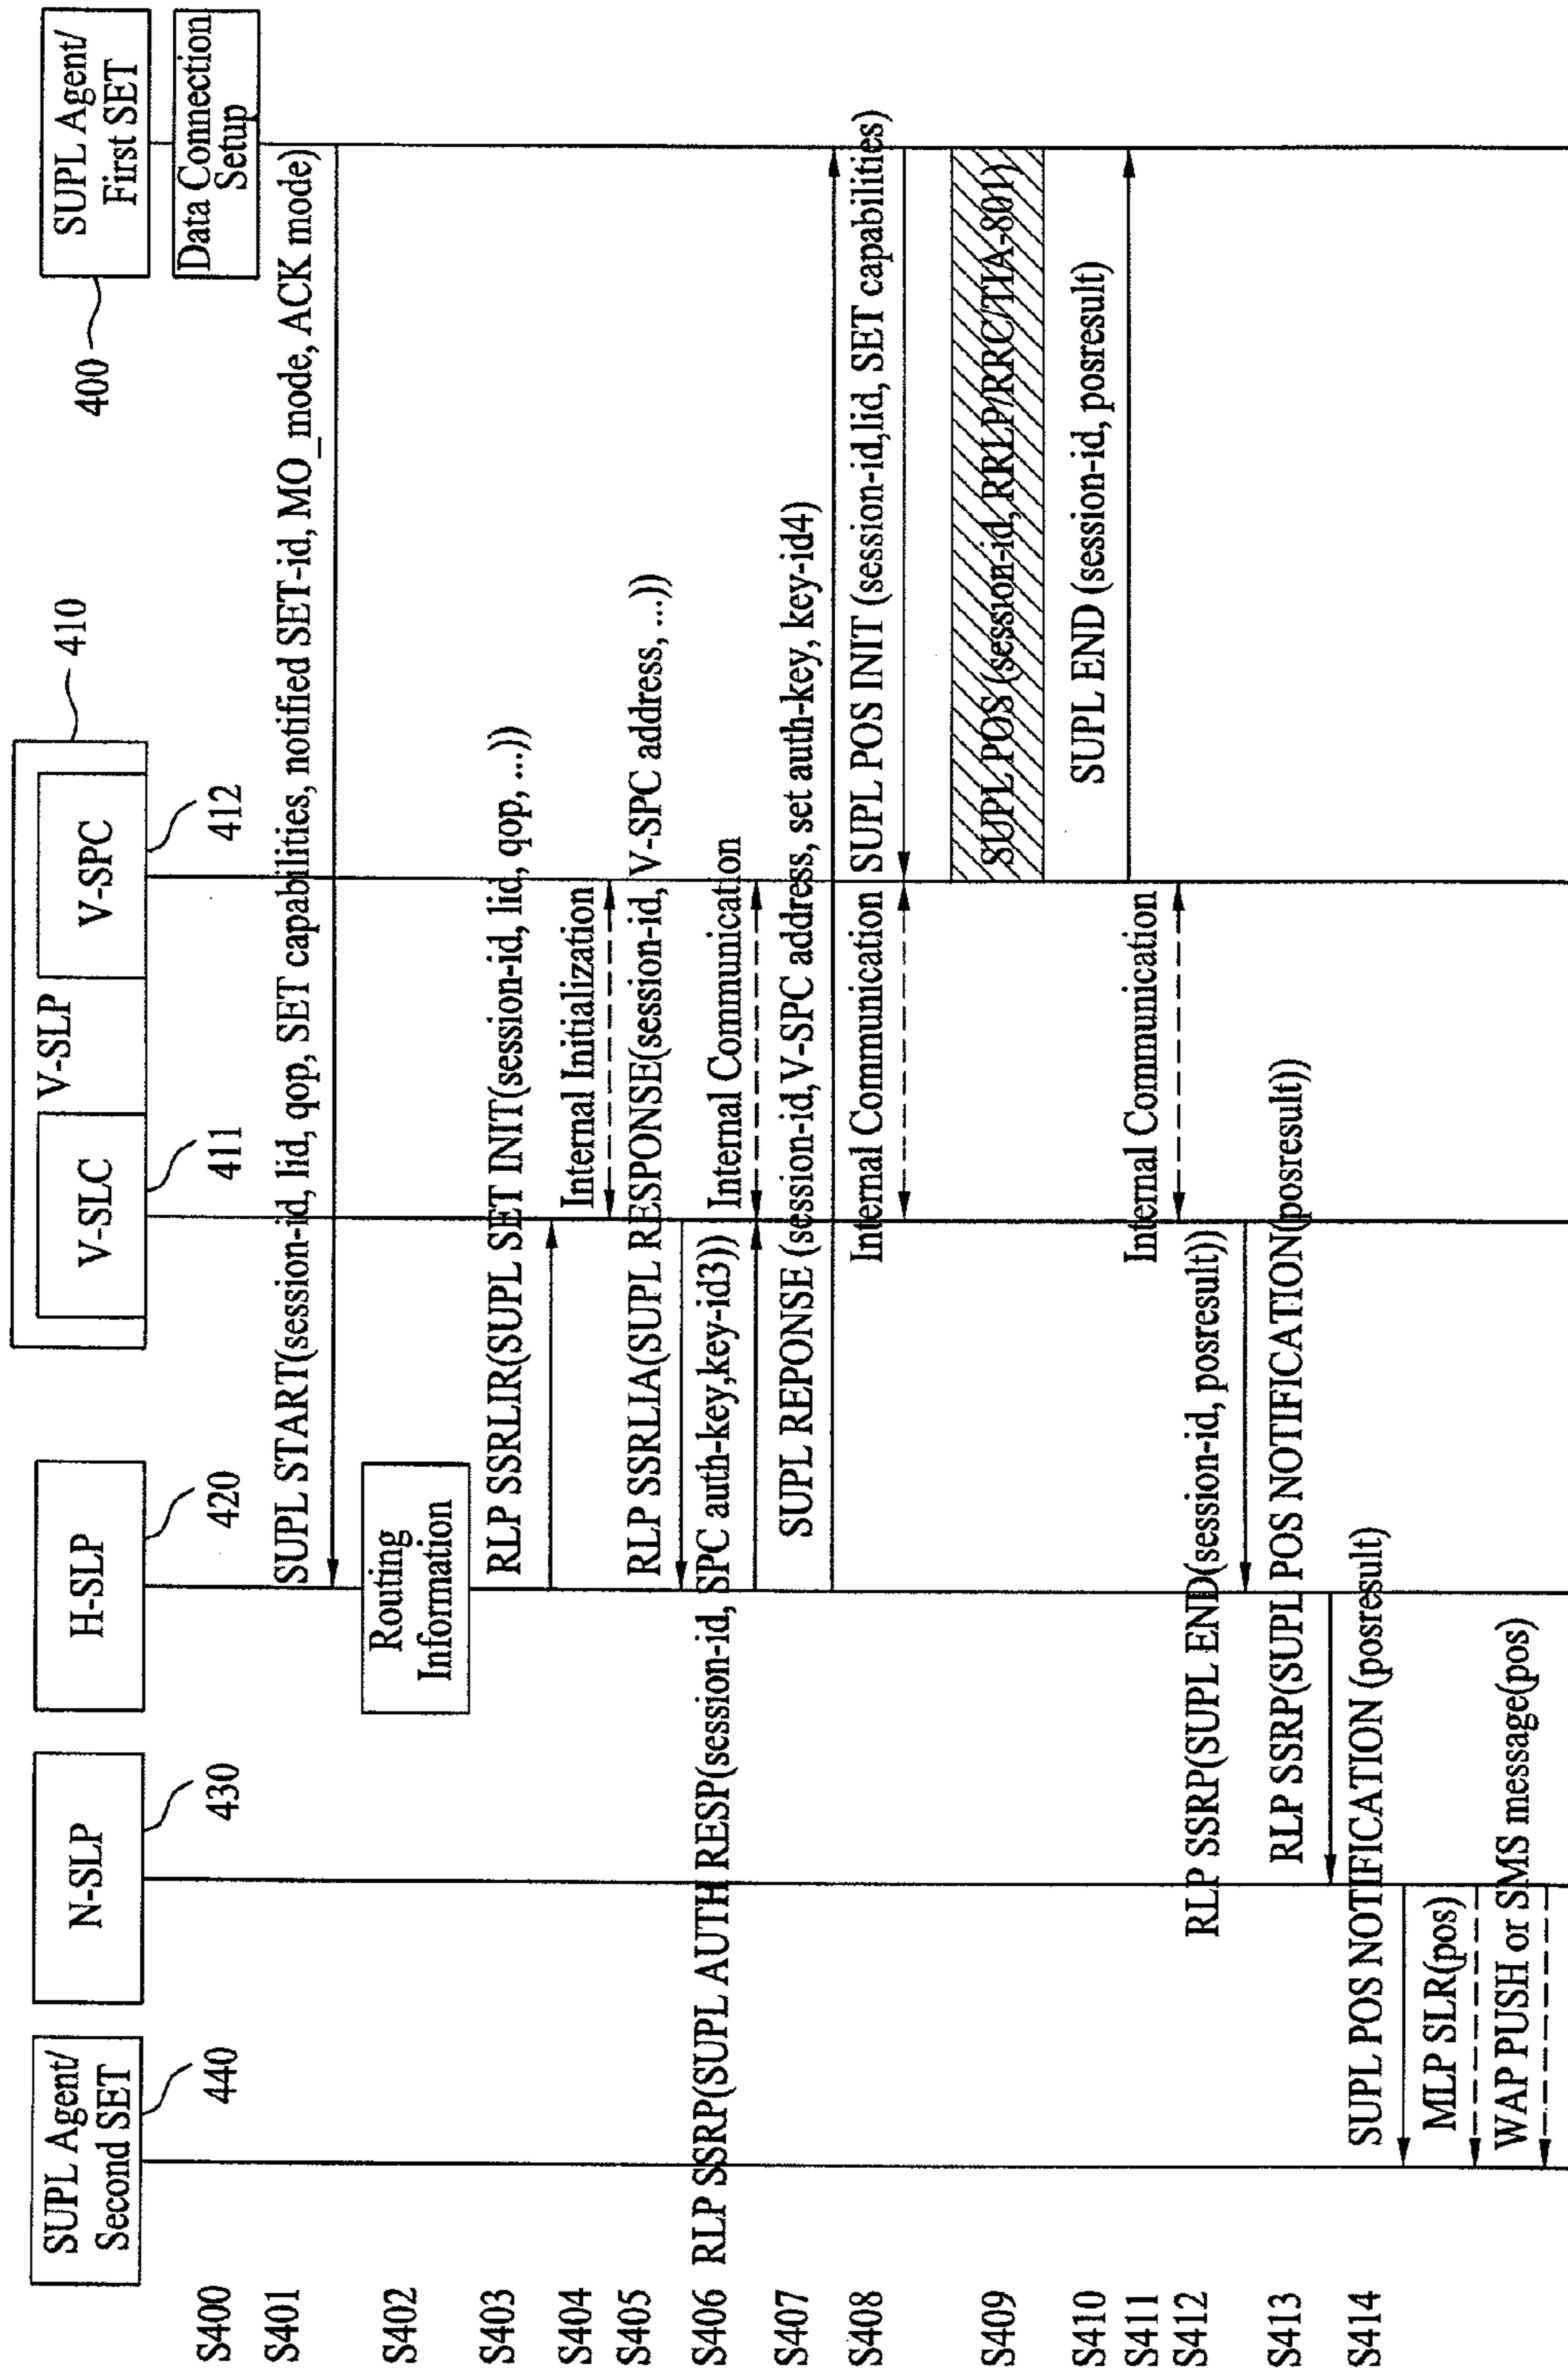 SUPL Agent/
Second SET
440
N-SLP
430
H-SLP
420
V-SLP
410
V-SLC
411
V-SPC
412
SUPL Agent/
First SET
400
S400
Data Connection
Setup
S401
SUPL START(session-id, lid, qop, SET capabilities, notified SET-id, MO_mode, ACK mode)
S402
Routing
Information
S403
RLP SSRLIR(SUPL SET INIT(session-id, lid, qop, ...))
S404
Internal Initialization
S405
RLP SSRLIA(SUPL RESPONSE(session-id, V-SPC address, ...))
S406
RLP SSRP(SUPL AUTH RESP(session-id, SPC auth-key,key-id3))
Internal Communication
S407
SUPL REPONSE (session-id,V-SPC address, set auth-key, key-id4)
S408
Internal Communication
SUPL POS INIT (session-id,lid, SET capabilities)
S409
SUPL POS (session-id, RRLP/RRC/TIA-801)
S410
SUPL END (session-id, posresult)
S411
Internal Communication
S412
RLP SSRP(SUPL END(session-id, posresult))
S413
RLP SSRP(SUPL POS NOTIFICATION(posresult))
S414
SUPL POS NOTIFICATION (posresult)
MLP SLR(pos)
WAP PUSH or SMS message(pos)